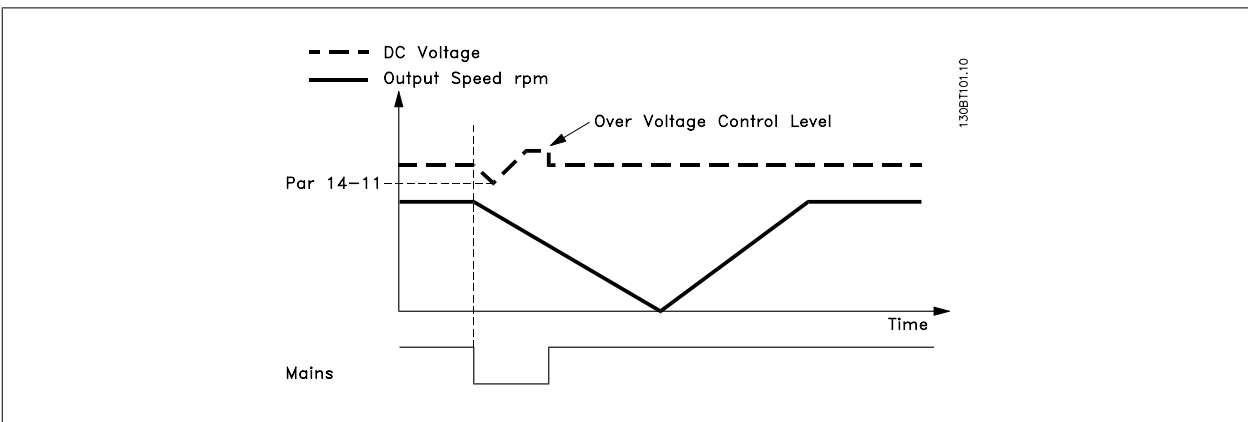 DC Voltage
Output Speed rpm
130BT101.10
Over Voltage Control Level
Par 14-11
Time
Mains